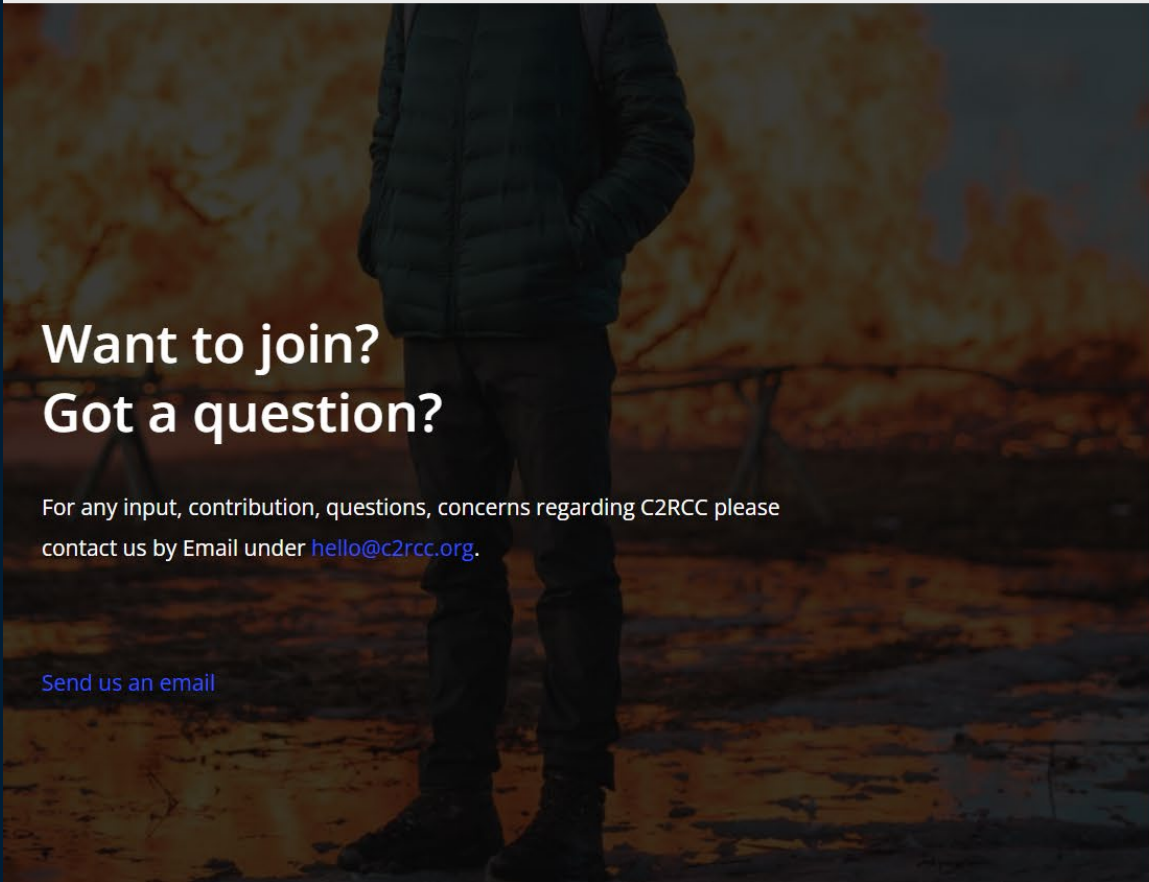 Want to join?
Got a question?
For any input, contribution, questions, concerns regarding C2RCC please
contact us by Email under hello@c2rcc.org.
Send us an email